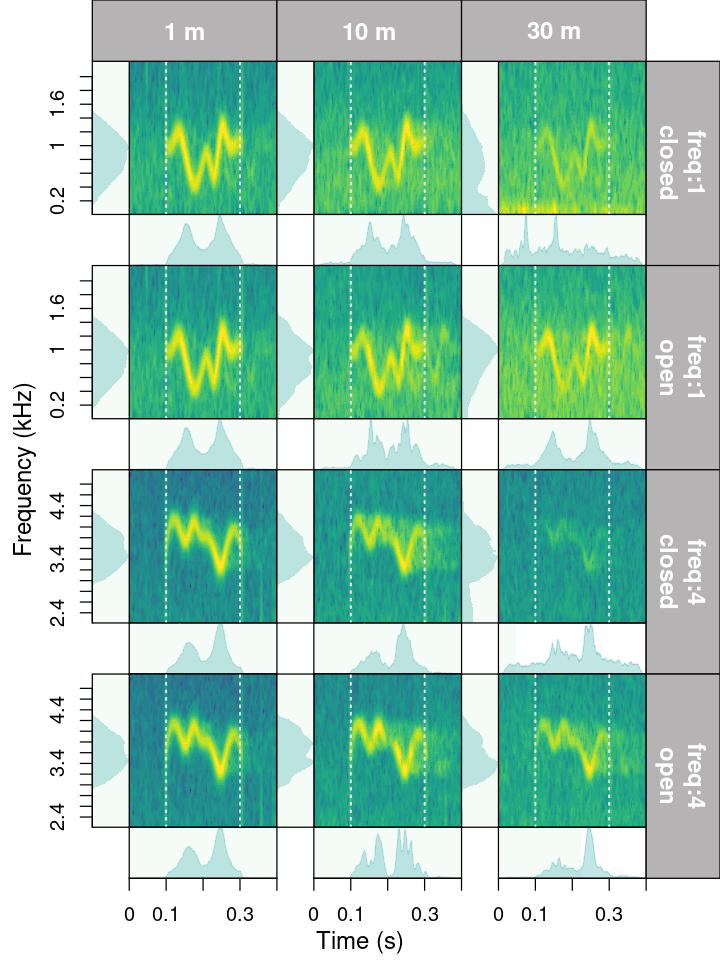 1 m
10 m
30 m
1.6
1
0.2
freq:1
closed
1.6
1
0.2
freq:1
open
Frequency (kHz)
4.4
3.4
2.4
freq:4
closed
4.4
3.4
2.4
freq:4
open
0 0.1 0.3
0 0.1 0.3
0 0.1 0.3
Time (s)